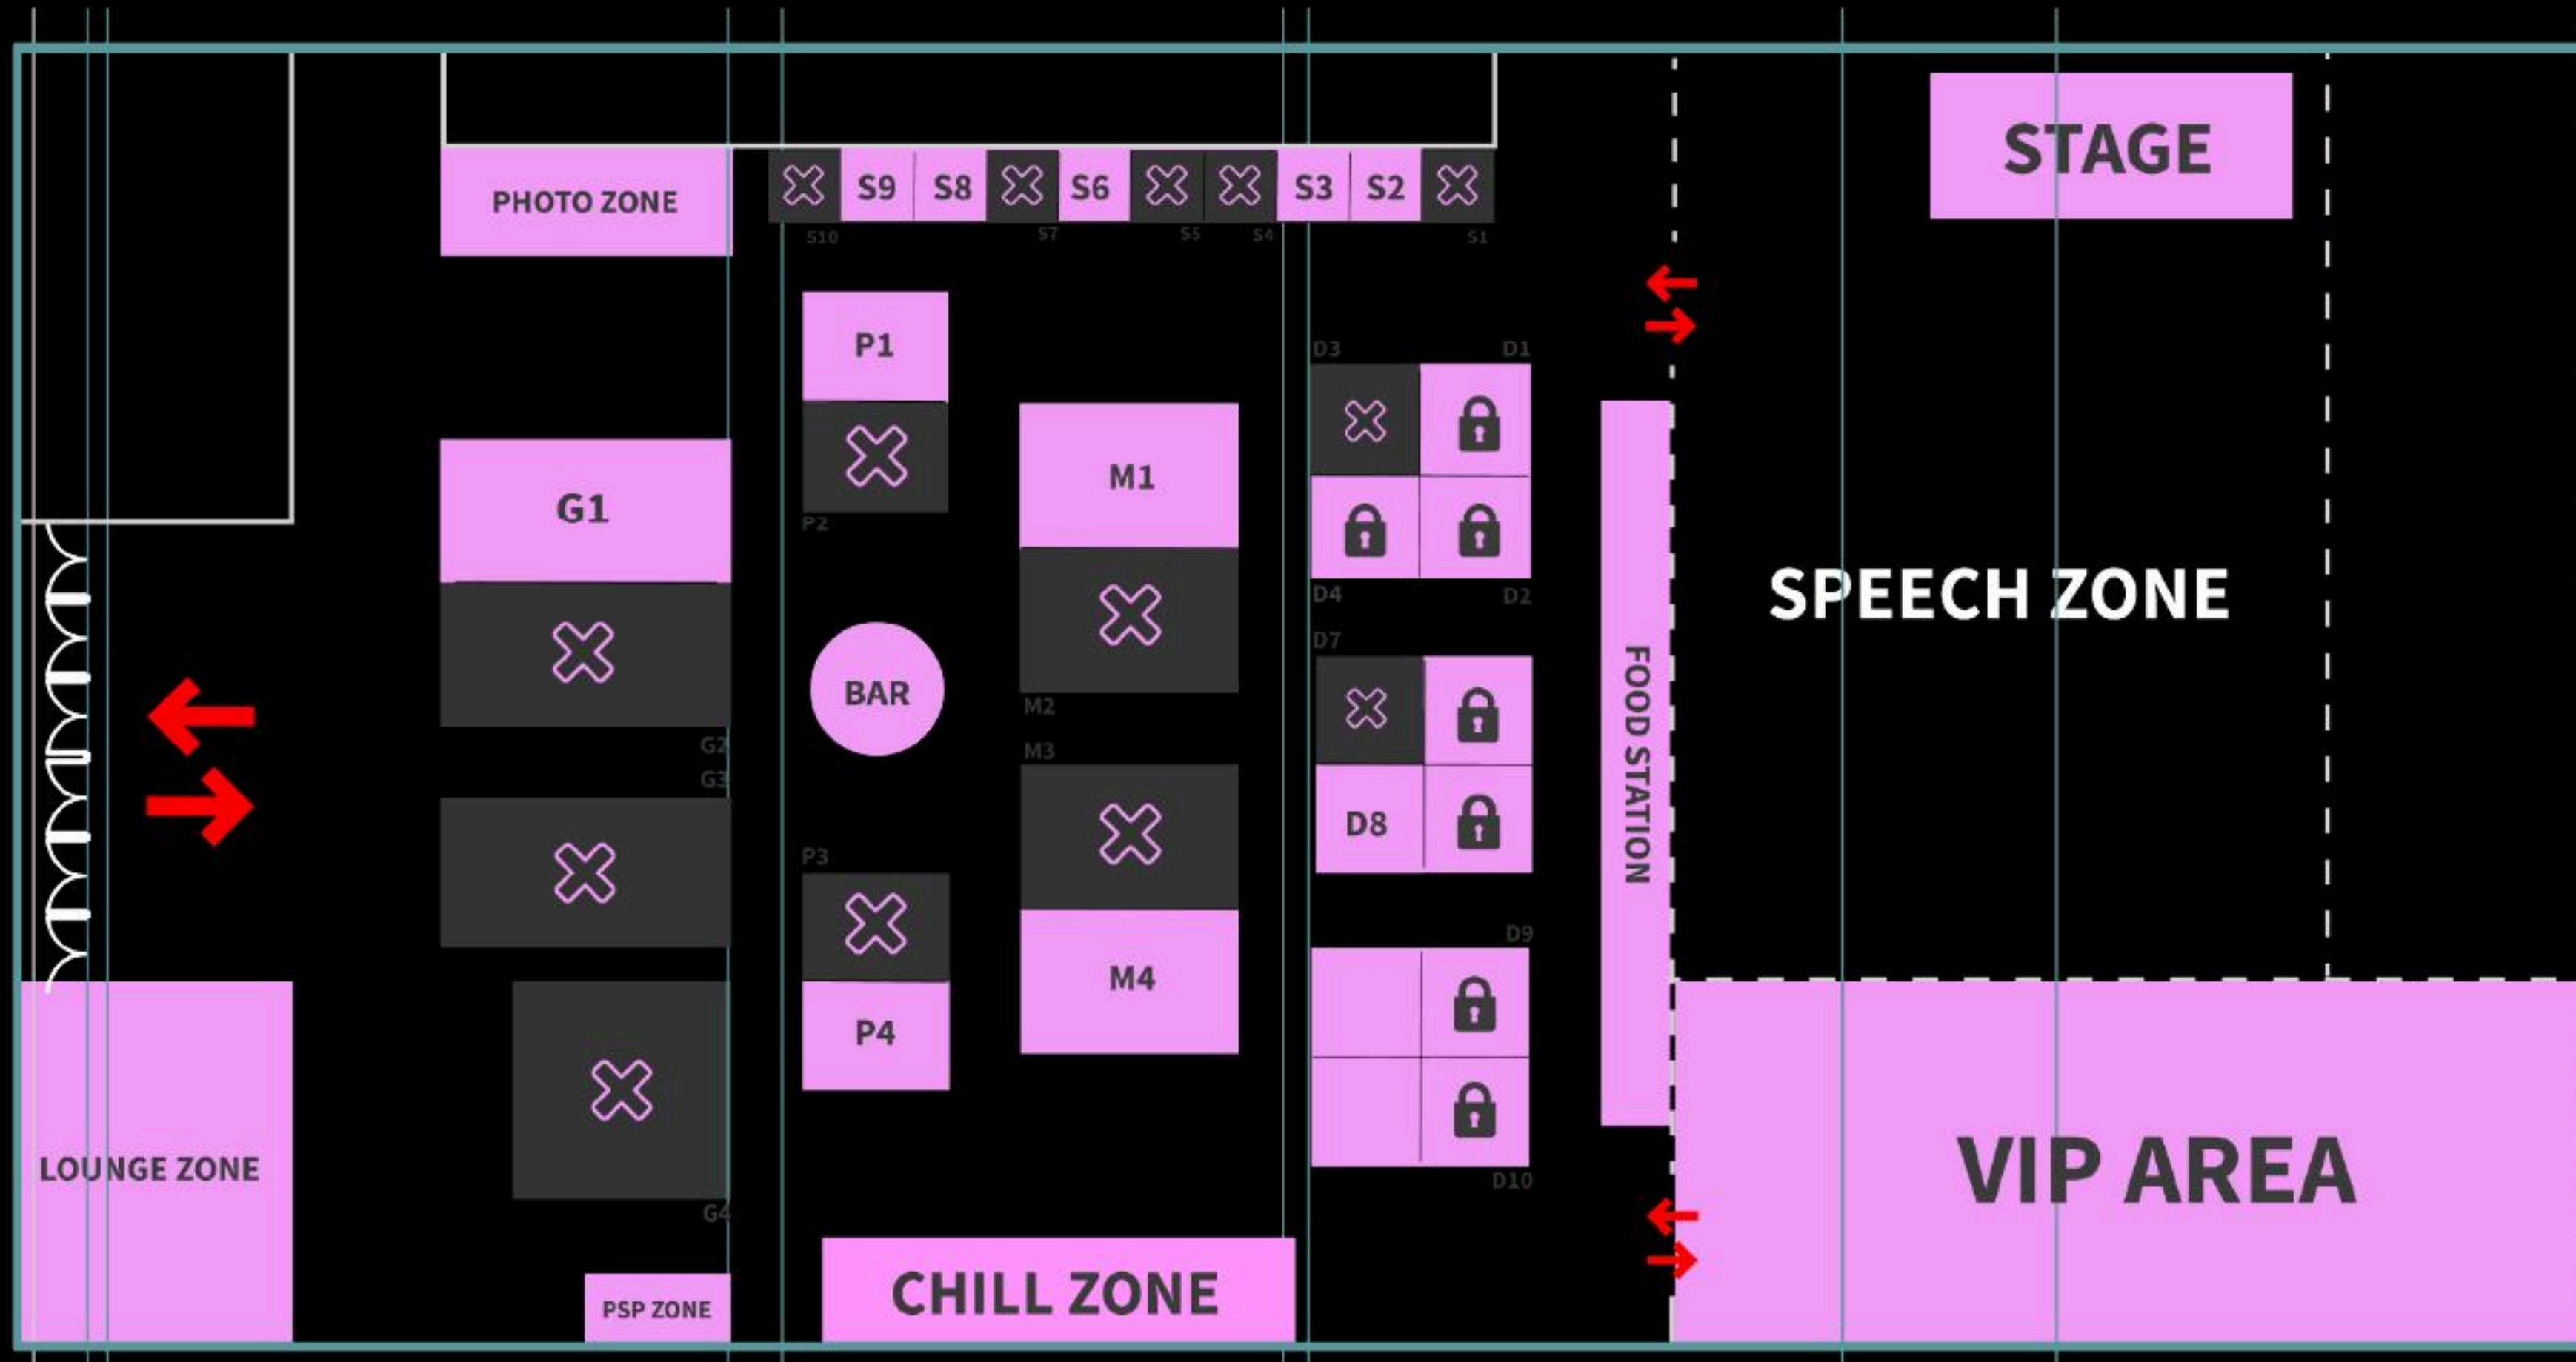 STAGE
PHOTO ZONE
S9
S8
S6
S3
S2
S10
S7
S5
S4
S1
P1
D3
D1
M1
G1
P2
SPEECH ZONE
D4
D2
D7
FOOD STATION
BAR
M2
G2
M3
G3
D8
P3
D9
M4
P4
LOUNGE ZONE
VIP AREA
D10
G4
CHILL ZONE
PSP ZONE